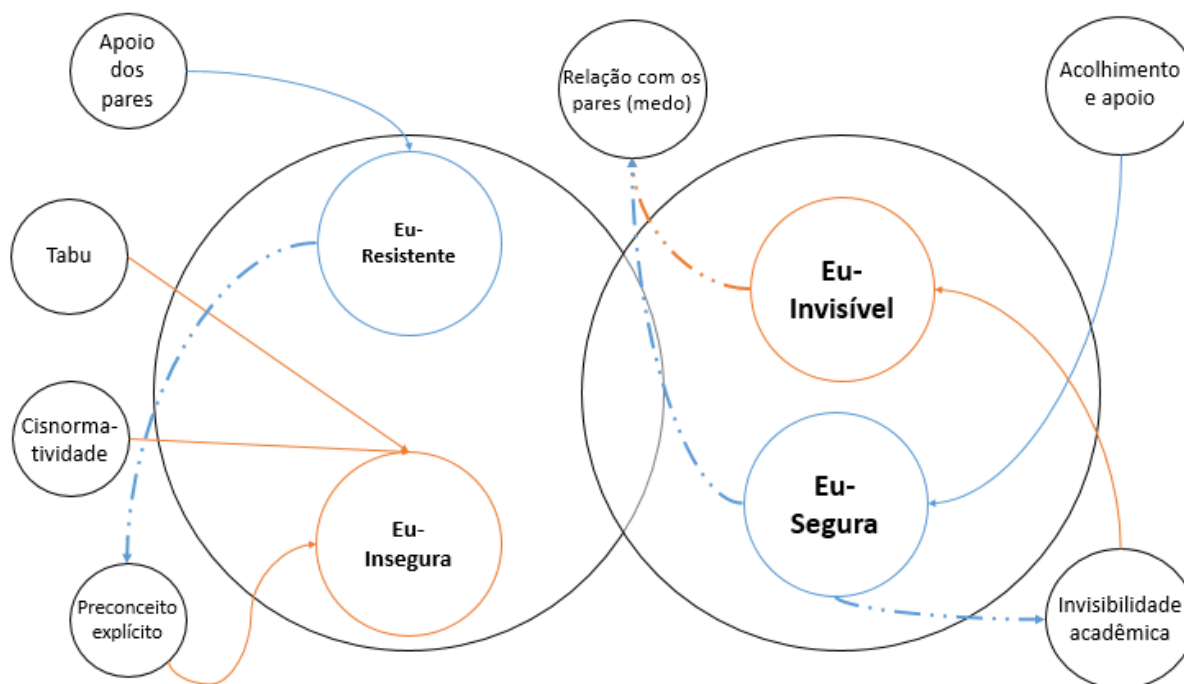 Apoio
dos
pares
Relação com os
pares (medo)
Acolhimento
e apoio
Eu-
Resistente
Tabu
Eu-
Invisível
Cisnorma-
tividade
Eu-
Segura
Eu-
Insegura
Preconceito
explícito
Invisibilidade
acadêmica